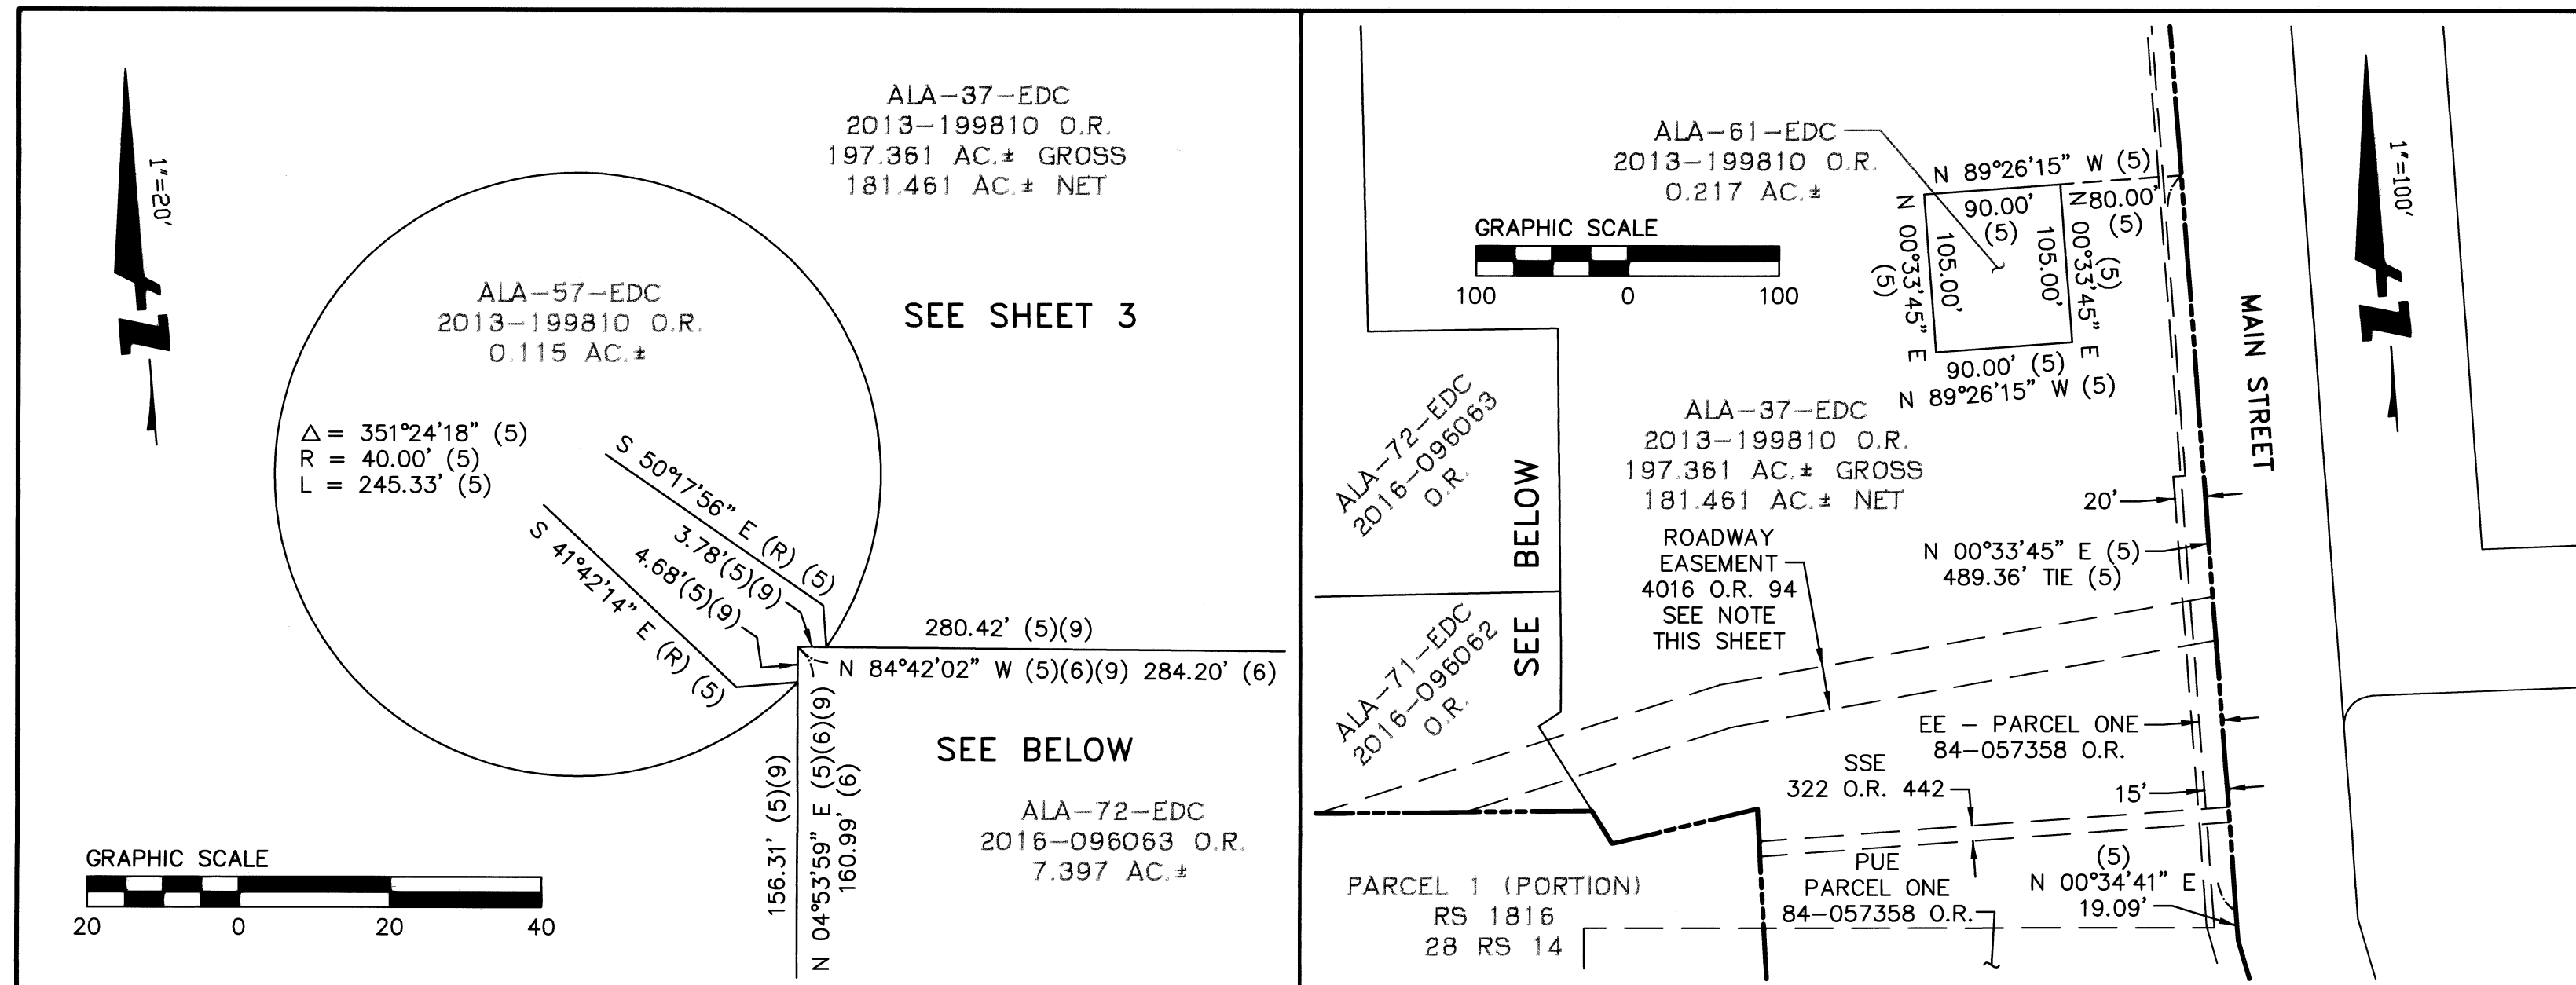 1"=20'
ALA-37-EDC
2013-199810 O.R.
197.361 AC.± GROSS
181.461 AC.± NET
ALA-57-EDC
2013-199810 O.R.
0.115 AC.±
SEE SHEET 3
Δ = 351°24'18" (5)
R = 40.00' (5)
L = 245.33' (5)
S 50°17'56" E (R) (5)
3.78'(5)(9)
4.68'(5)(9)
S 41°42'14" E (R) (5)
280.42' (5)(9)
N 84°42'02" W (5)(6)(9) 284.20' (6)
SEE BELOW
156.31' (5)(9)
N 04°53'59" E (5)(6)(9)
160.99' (6)
ALA-72-EDC
2016-096063 O.R.
7.397 AC.±
GRAPHIC SCALE
20 0 20 40
ALA-61-EDC
2013-199810 O.R.
0.217 AC.±
GRAPHIC SCALE
100 0 100
N 89°26'15" W (5)
90.00'
(5)
80.00'
(5)
N 00°33'45" E
(5)
105.00'
105.00'
N 00°33'45" E
(5)
90.00' (5)
N 89°26'15" W (5)
1"=100'
MAIN STREET
ALA-72-EDC
2016-096063
O.R.
SEE BELOW
ALA-37-EDC
2013-199810 O.R.
197.361 AC.± GROSS
181.461 AC.± NET
20'
ROADWAY
EASEMENT
4016 O.R. 94
SEE NOTE
THIS SHEET
N 00°33'45" E (5)
489.36' TIE (5)
ALA-71-EDC
2016-096062
O.R.
EE - PARCEL ONE
84-057358 O.R.
SSE
322 O.R. 442
15'
PUE
PARCEL ONE
84-057358 O.R.
(5)
N 00°34'41" E
19.09'
PARCEL 1 (PORTION)
RS 1816
28 RS 14